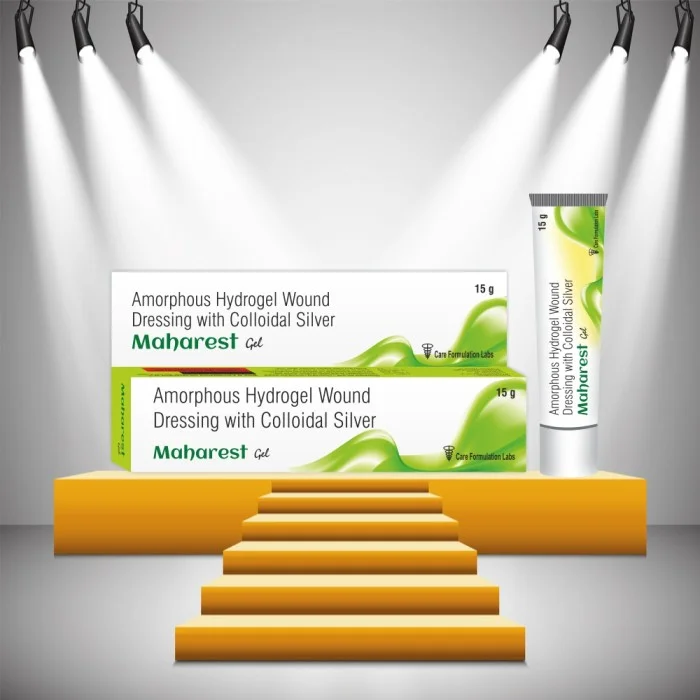 Amorphous Hydrogel Wound
Dressing with Colloidal Silver
Maharest Gel
15 g
Care Formulation Labs
Maharest Gel
Amorphous Hydrogel Wound
Dressing with Colloidal Silver
Maharest Gel
15 g
Care Formulation Labs
15 g
Amorphous Hydrogel Wound
Dressing with Colloidal Silver
Maharest Gel
Care Formulation Labs